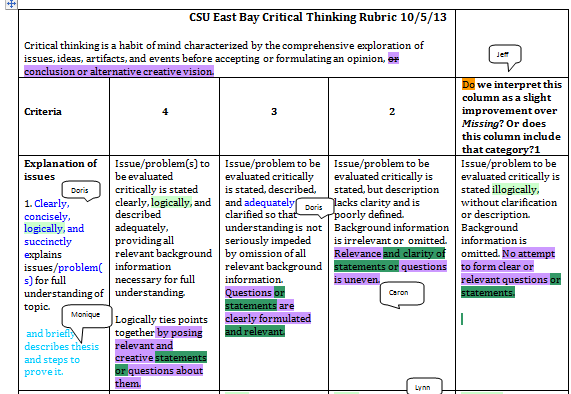 CSU East Bay Critical Thinking Rubric 10/5/13
Critical thinking is a habit of mind characterized by the comprehensive exploration of
issues, ideas, artifacts, and events before accepting or formulating an opinion, or
conclusion or alternative creative vision.
Jeff
Criteria
4
3
2
Do we interpret this
column as a slight
improvement over
Missing? Or does
this column include
that category?1
Explanation of
issues
Doris
1. Clearly,
concisely,
logically, and
succinctly
explains
issues/problem(
s) for full
understanding of
topic.
Monique
and briefly
describes thesis
and steps to
prove it.
Issue/problem(s) to
be evaluated
critically is stated
clearly, logically, and
described
adequately,
providing all
relevant background
information
necessary for full
understanding.
Logically ties points
together by posing
relevant and
creative statements
or questions about
them.
Issue/problem to be
evaluated critically
is stated, described,
and adequately
Doris
clarified so that
understanding is not
seriously impeded
by omission of all
relevant background
information.
Questions or
statements are
clearly formulated
and relevant.
Issue/problem to be
evaluated critically is
stated, but description
lacks clarity and is
poorly defined.
Background information
is irrelevant or omitted.
Relevance and clarity of
statements or questions
is uneven.
Caron
Lynn
Issue/problem to be
evaluated critically is
stated illogically,
without clarification
or description.
Background
information is
omitted. No attempt
to form clear or
relevant questions or
statements.